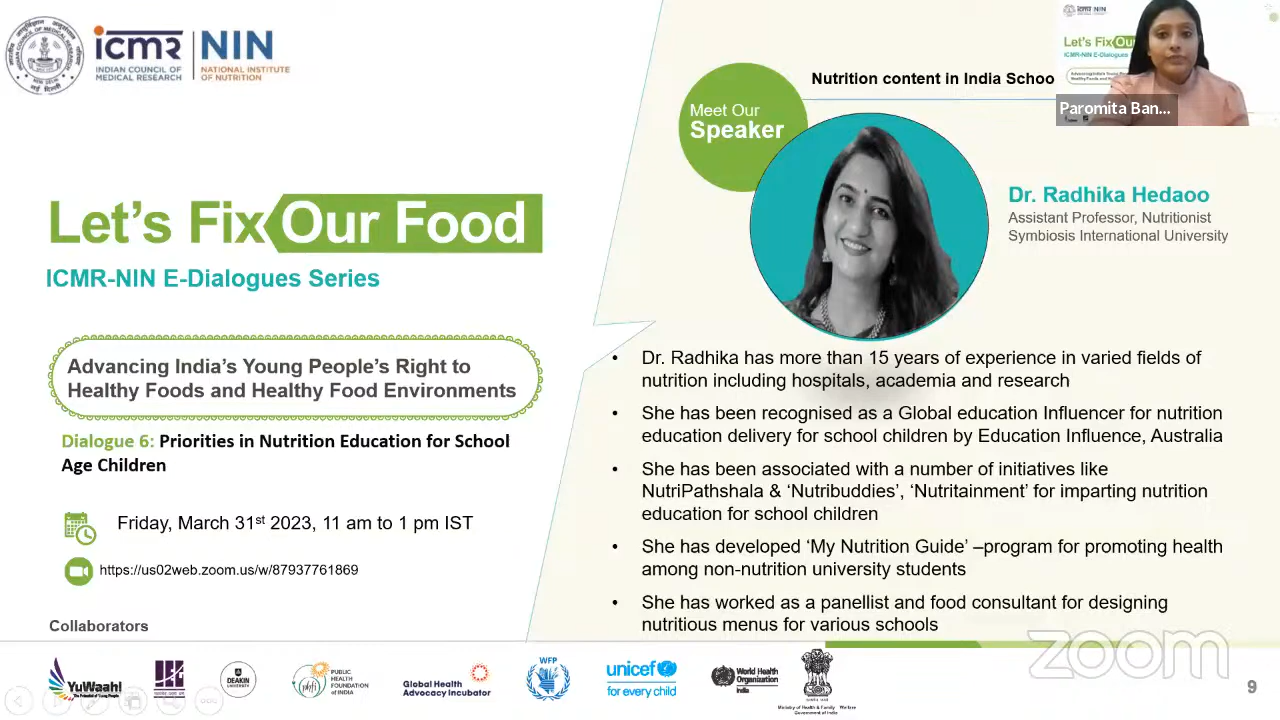 icmr
INDIAN COUNCIL OF
MEDICAL RESEARCH
NIN
NATIONAL INSTITUTE
OF NUTRITION
Let's Fix Our Food
ICMR-NIN E-Dialogues Series
Advancing India's Young People's Right to
Healthy Foods and Healthy Food Environments
Dialogue 6: Priorities in Nutrition Education for School
Age Children
Friday, March 31st 2023, 11 am to 1 pm IST
https://us02web.zoom.us/w/87937761869
Collaborators
Nutrition content in India Schoo
Meet Our
Speaker
Paromita Ban...
Let's Fix Our
ICMR-NIN E-Dialogues
Dr. Radhika Hedaoo
Assistant Professor, Nutritionist
Symbiosis International University
• Dr. Radhika has more than 15 years of experience in varied fields of
nutrition including hospitals, academia and research
• She has been recognised as a Global education Influencer for nutrition
education delivery for school children by Education Influence, Australia
• She has been associated with a number of initiatives like
NutriPathshala & ‘Nutribuddies’, ‘Nutritainment’ for imparting nutrition
education for school children
• She has developed ‘My Nutrition Guide’ –program for promoting health
among non-nutrition university students
• She has worked as a panellist and food consultant for designing
nutritious menus for various schools
zoom
YuWaah!
The Potential of Young People
DEAKIN
UNIVERSITY
phfi
PUBLIC
HEALTH
FOUNDATION
OF INDIA
Global Health
Advocacy Incubator
WFP
unicef
for every child
World Health
Organization
India
Ministry of Health & Family Welfare
Government of India
9